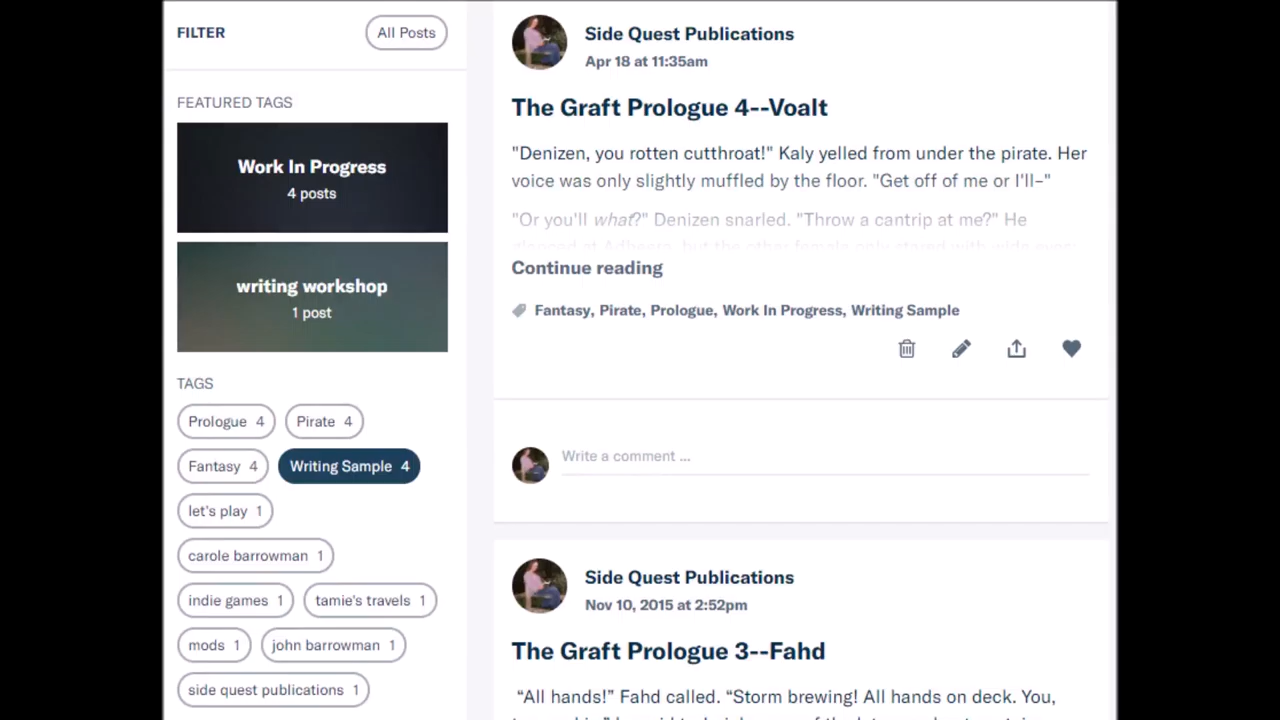 FILTER
All Posts
FEATURED TAGS
Work In Progress
4 posts
writing workshop
1 post
TAGS
Prologue 4
Pirate 4
Fantasy 4
Writing Sample 4
let's play 1
carole barrowman 1
indie games 1
tamie's travels 1
mods 1
john barrowman 1
side quest publications 1
Side Quest Publications
Apr 18 at 11:35am
The Graft Prologue 4--Voalt
"Denizen, you rotten cutthroat!" Kaly yelled from under the pirate. Her
voice was only slightly muffled by the floor. "Get off of me or I'll–"
"Or you'll what?" Denizen snarled. "Throw a cantrip at me?" He
Continue reading
Fantasy, Pirate, Prologue, Work In Progress, Writing Sample
Write a comment ...
Side Quest Publications
Nov 10, 2015 at 2:52pm
The Graft Prologue 3--Fahd
“All hands!” Fahd called. “Storm brewing! All hands on deck. You,